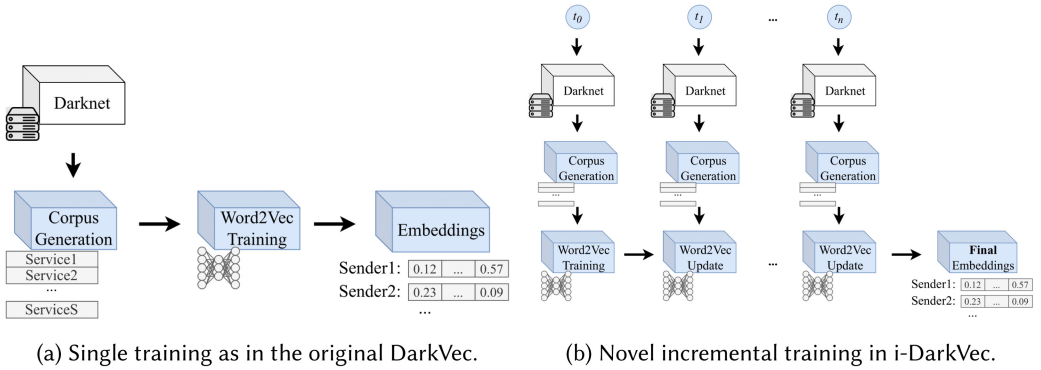 Darknet
Corpus
Generation
Service1
Service2
...
ServiceS
Word2Vec
Training
Embeddings
Sender1: 0.12 ... 0.57
Sender2: 0.23 ... 0.09
...
(a) Single training as in the original DarkVec.
t0 t1 ... tn
Darknet Darknet Darknet
Corpus Corpus Corpus
Generation Generation Generation
... ... ...
Word2Vec Word2Vec ... Word2Vec Final
Training Update Update Embeddings
Sender1: 0.12 ... 0.57
Sender2: 0.23 ... 0.09
...
(b) Novel incremental training in i-DarkVec.